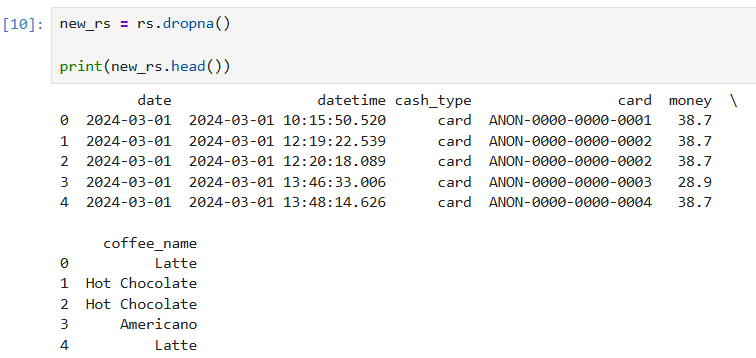 [10]: new_rs = rs.dropna()
print(new_rs.head())
date datetime cash_type card money \
0 2024-03-01 2024-03-01 10:15:50.520 card ANON-0000-0000-0001 38.7
1 2024-03-01 2024-03-01 12:19:22.539 card ANON-0000-0000-0002 38.7
2 2024-03-01 2024-03-01 12:20:18.089 card ANON-0000-0000-0002 38.7
3 2024-03-01 2024-03-01 13:46:33.006 card ANON-0000-0000-0003 28.9
4 2024-03-01 2024-03-01 13:48:14.626 card ANON-0000-0000-0004 38.7
coffee_name
0 Latte
1 Hot Chocolate
2 Hot Chocolate
3 Americano
4 Latte